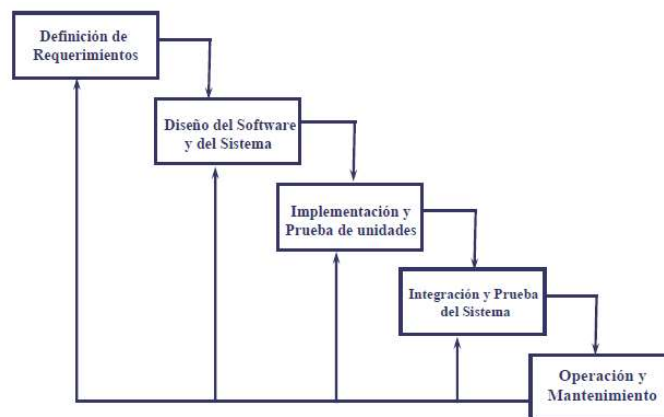 Definición de
Requerimientos
Diseño del Software
y del Sistema
Implementación y
Prueba de unidades
Integración y Prueba
del Sistema
Operación y
Mantenimiento